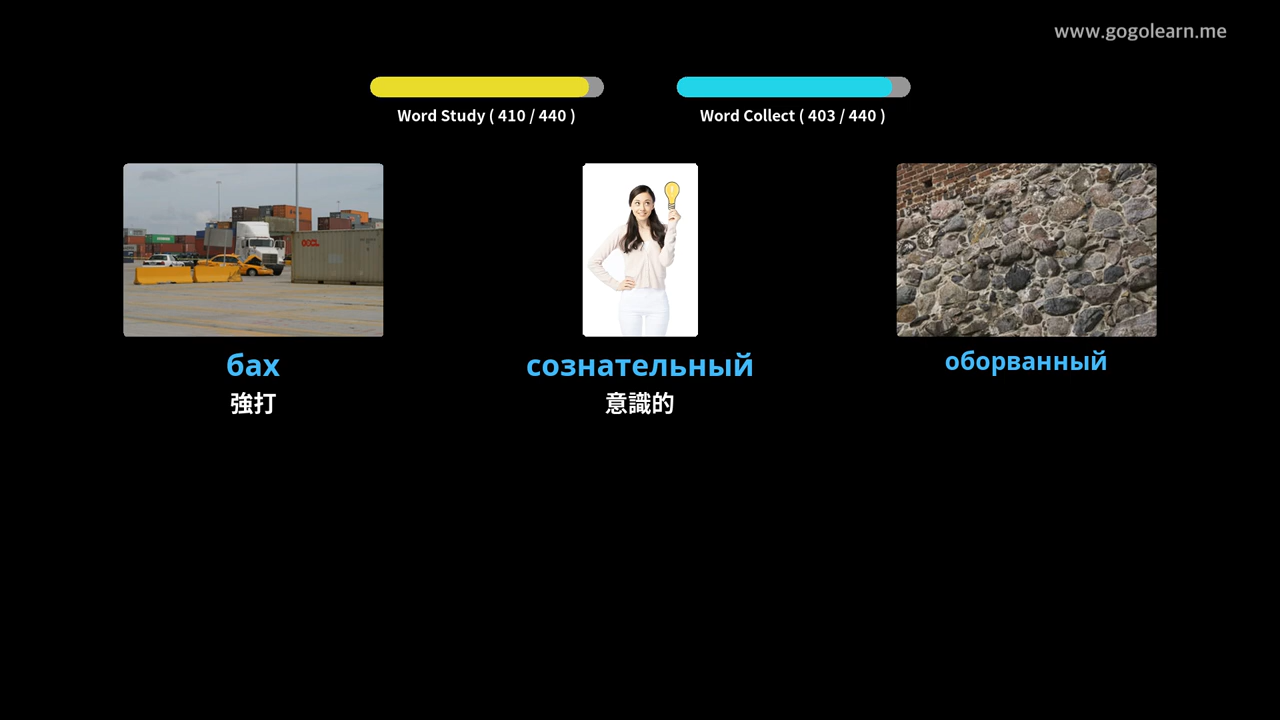 www.gogolearn.me
Word Study ( 410 / 440 )
Word Collect ( 403 / 440 )
OOCL
бах
сознательный
оборванный
強打
意識的